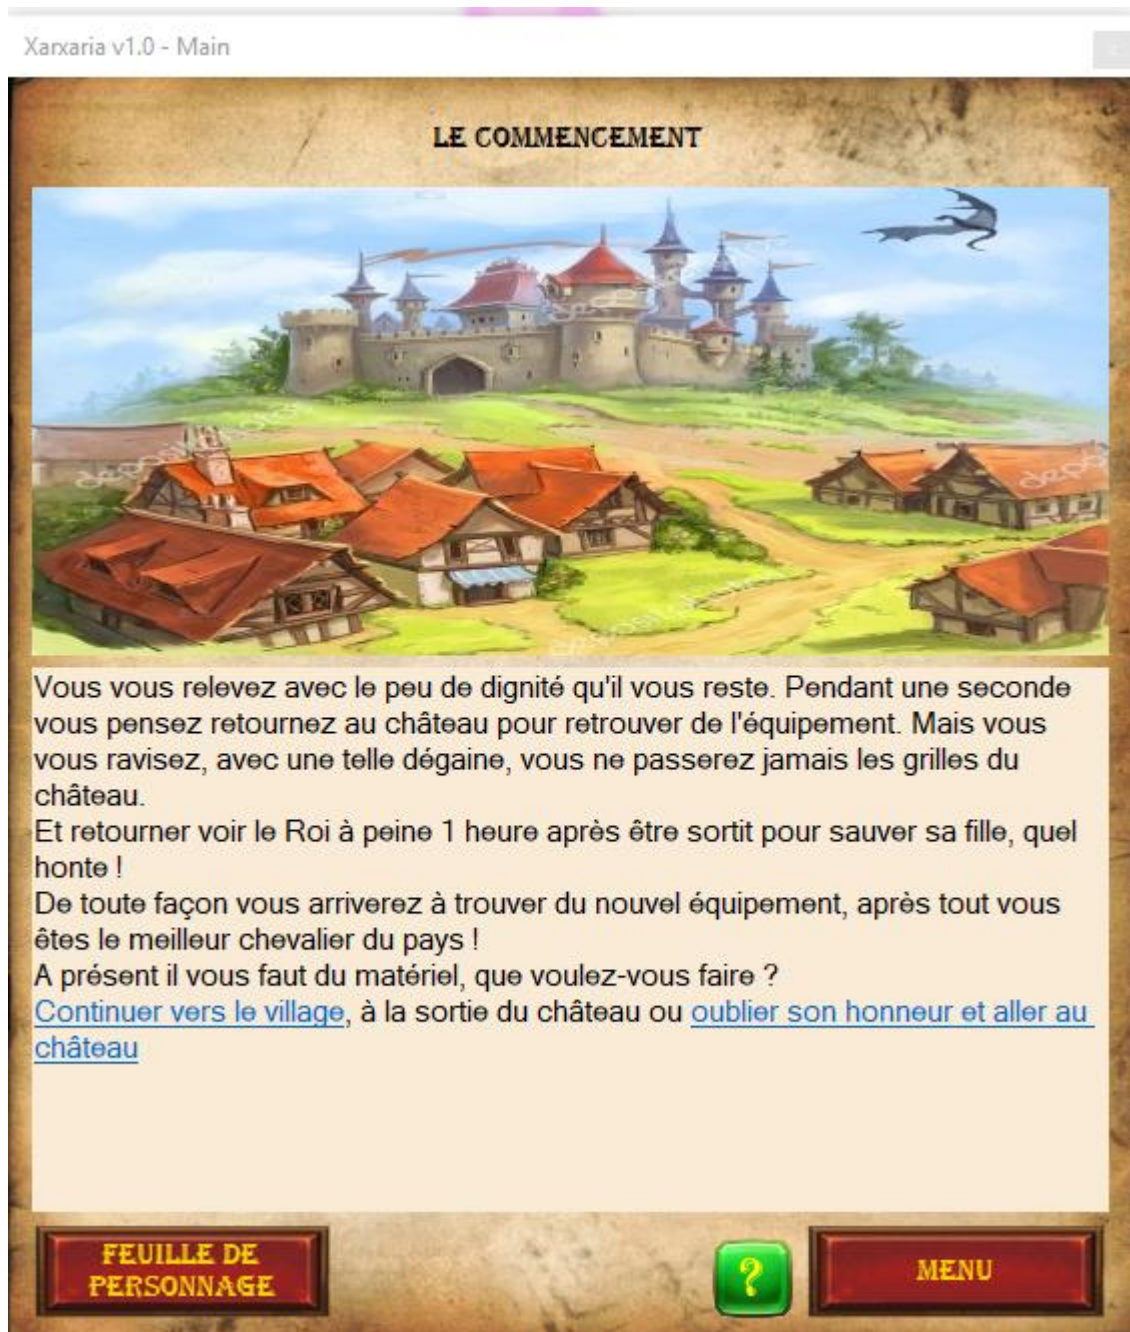 Xarxaria v1.0 - Main
LE COMMENCEMENT
Vous vous relevez avec le peu de dignité qu'il vous reste. Pendant une seconde
vous pensez retournez au château pour retrouver de l'équipement. Mais vous
vous ravisez, avec une telle dégaine, vous ne passerez jamais les grilles du
château.
Et retourner voir le Roi à peine 1 heure après être sortit pour sauver sa fille, quel
honte !
De toute façon vous arriverez à trouver du nouvel équipement, après tout vous
êtes le meilleur chevalier du pays !
A présent il vous faut du matériel, que voulez-vous faire ?
Continuer vers le village, à la sortie du château ou oublier son honneur et aller au
château
FEUILLE DE
PERSONNAGE
?
MENU